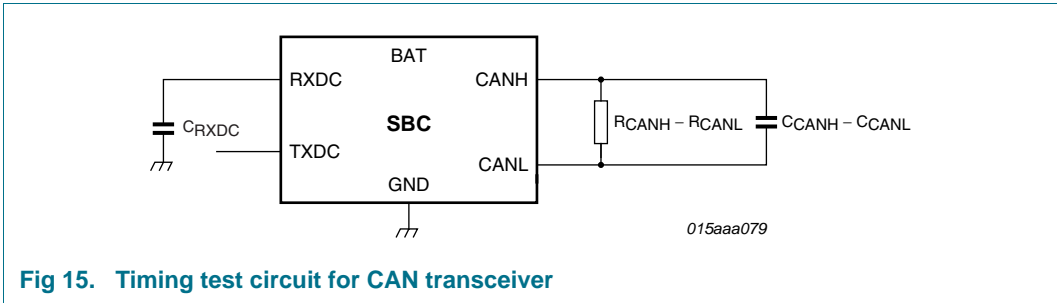 BAT
RXDC
CANH
CRXDC
SBC
RCANH – RCANL
CCANH – CCANL
TXDC
CANL
GND
015aaa079
Fig 15. Timing test circuit for CAN transceiver